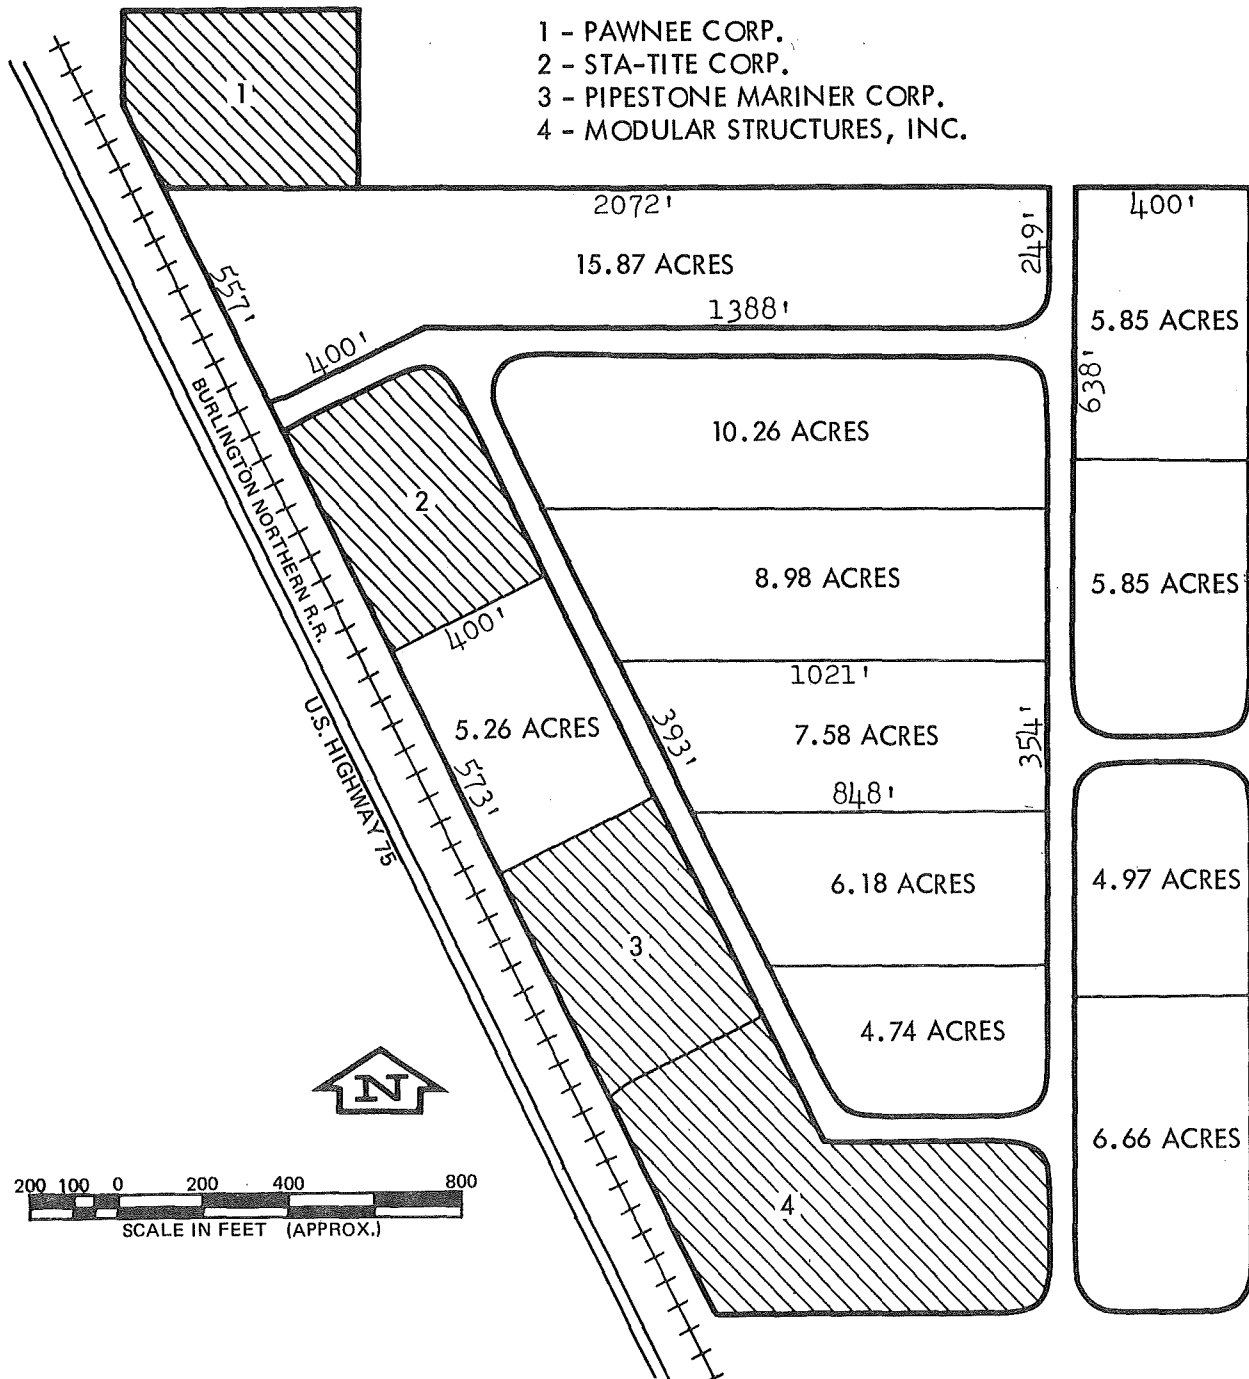 1 - PAWNEE CORP.
2 - STA-TITE CORP.
3 - PIPESTONE MARINER CORP.
4 - MODULAR STRUCTURES, INC.
1
2072'
400'
249'
15.87 ACRES
557'
1388'
5.85 ACRES
400'
638'
BURLINGTON NORTHERN R.R.
10.26 ACRES
2
8.98 ACRES
5.85 ACRES
400'
1021'
U.S. HIGHWAY 75
5.26 ACRES
393'
7.58 ACRES
354'
573'
848'
6.18 ACRES
4.97 ACRES
3
4.74 ACRES
N
6.66 ACRES
200 100 0 200 400 800
4
SCALE IN FEET (APPROX.)